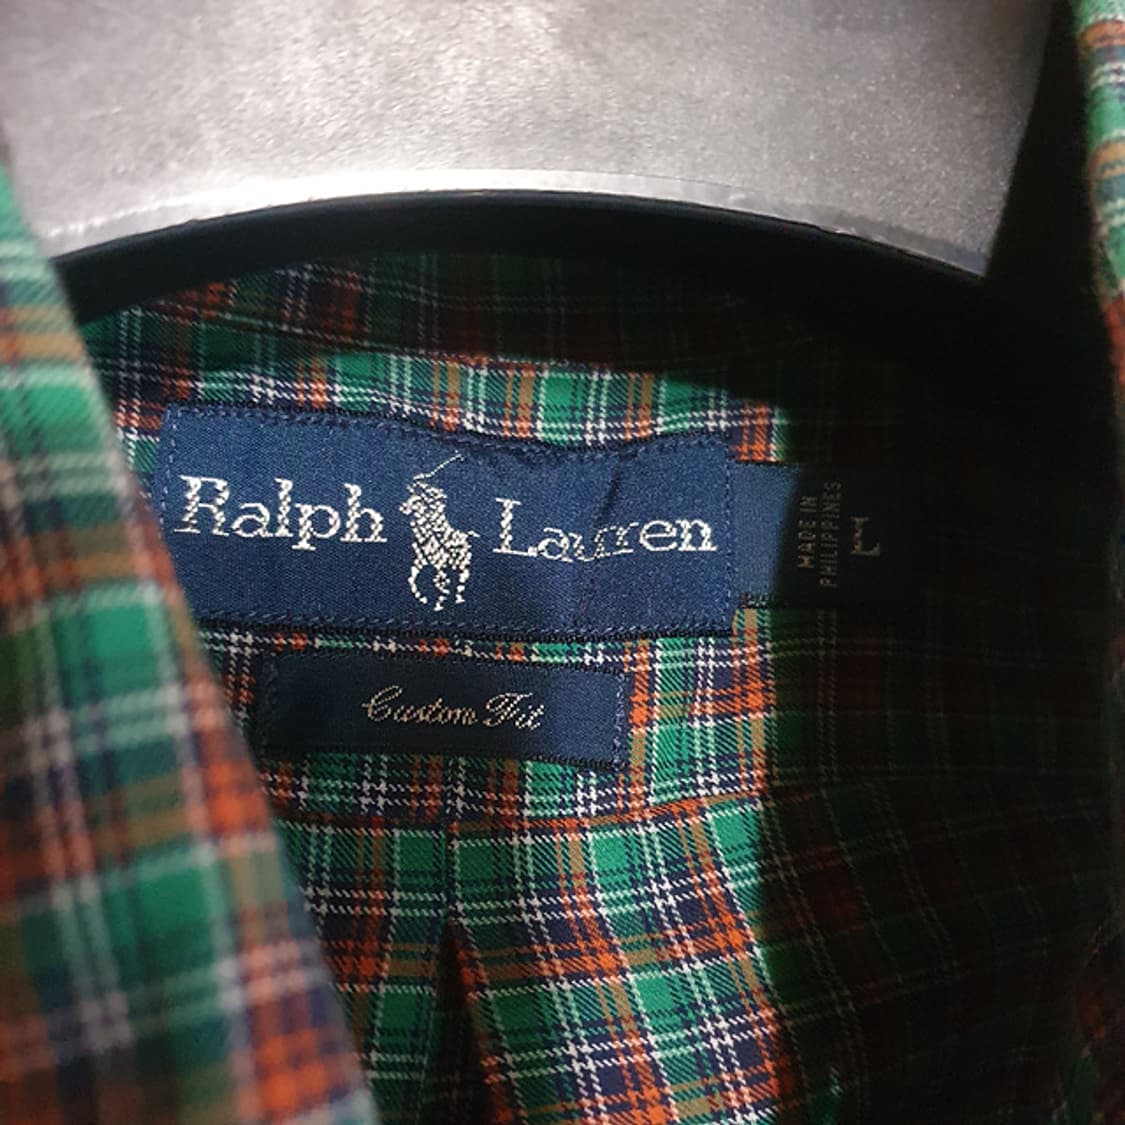 Ralph Lauren
MADE IN
PHILIPPINES
L
Custom Fit